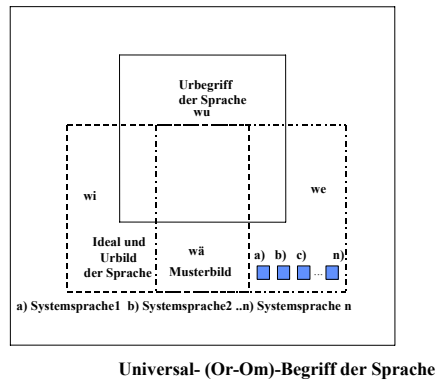 Urbegriff
der Sprache
wu
wi
we
Ideal und
Urbild
der Sprache
wä
Musterbild
a) b) c) n)
...
a) Systemsprache1 b) Systemsprache2 ..n) Systemsprache n
Universal- (Or-Om)-Begriff der Sprache